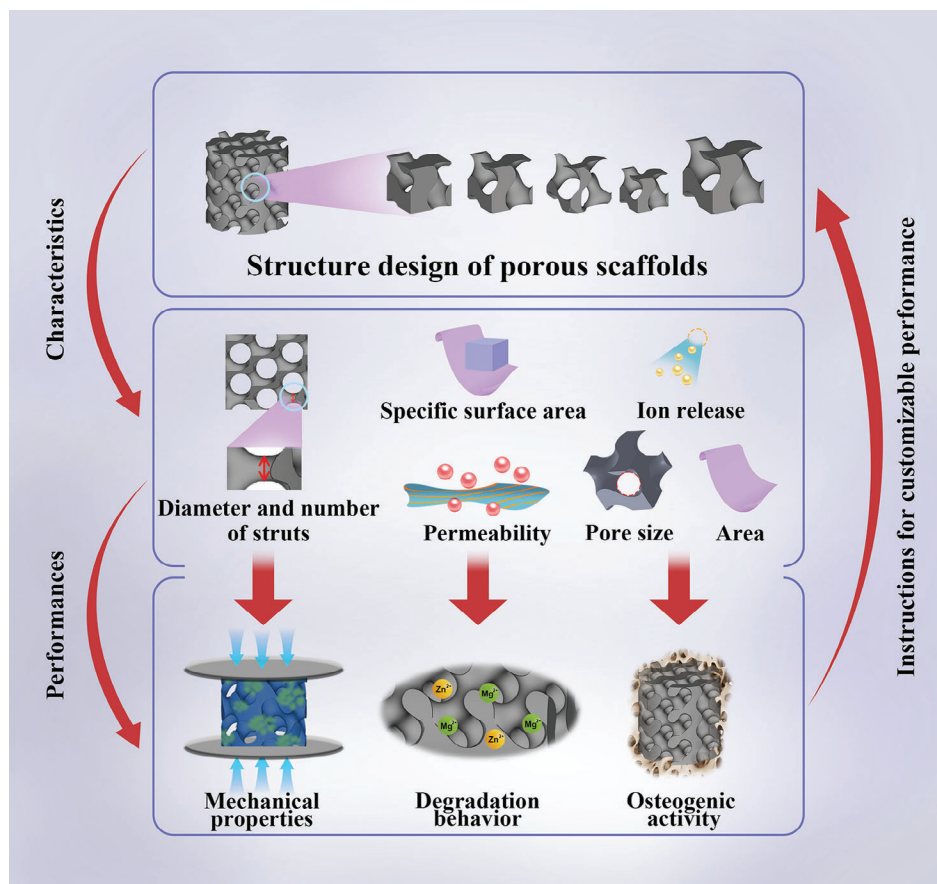 Structure design of porous scaffolds
Characteristics
Specific surface area
Ion release
Diameter and number
of struts
Permeability
Pore size
Area
Performances
Instructions for customizable performance
Zn²⁺
Mg²⁺
Mg²⁺
Zn²⁺
Mechanical
properties
Degradation
behavior
Osteogenic
activity